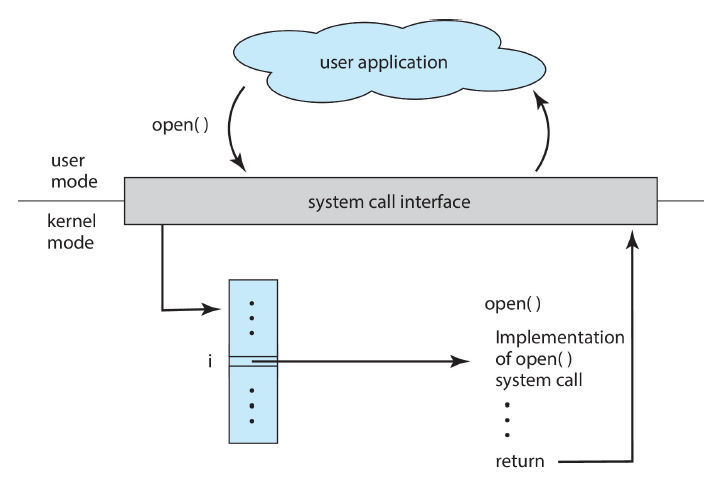 user application
open( )
user
mode
system call interface
kernel
mode
open( )
i
Implementation
of open( )
system call
return